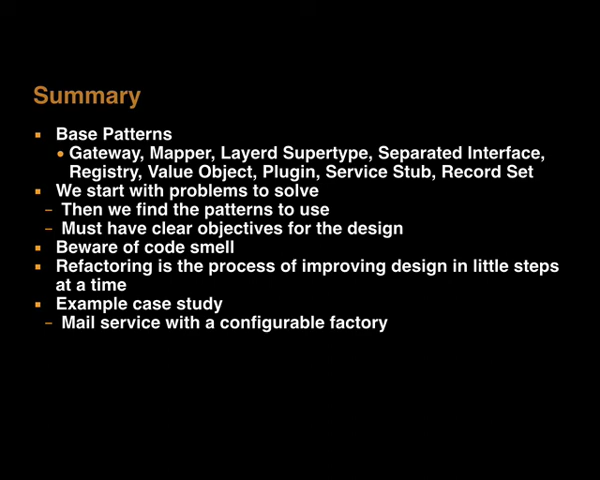 Summary
Base Patterns
Gateway, Mapper, Layerd Supertype, Separated Interface,
Registry, Value Object, Plugin, Service Stub, Record Set
We start with problems to solve
– Then we find the patterns to use
– Must have clear objectives for the design
Beware of code smell
Refactoring is the process of improving design in little steps
at a time
Example case study
– Mail service with a configurable factory